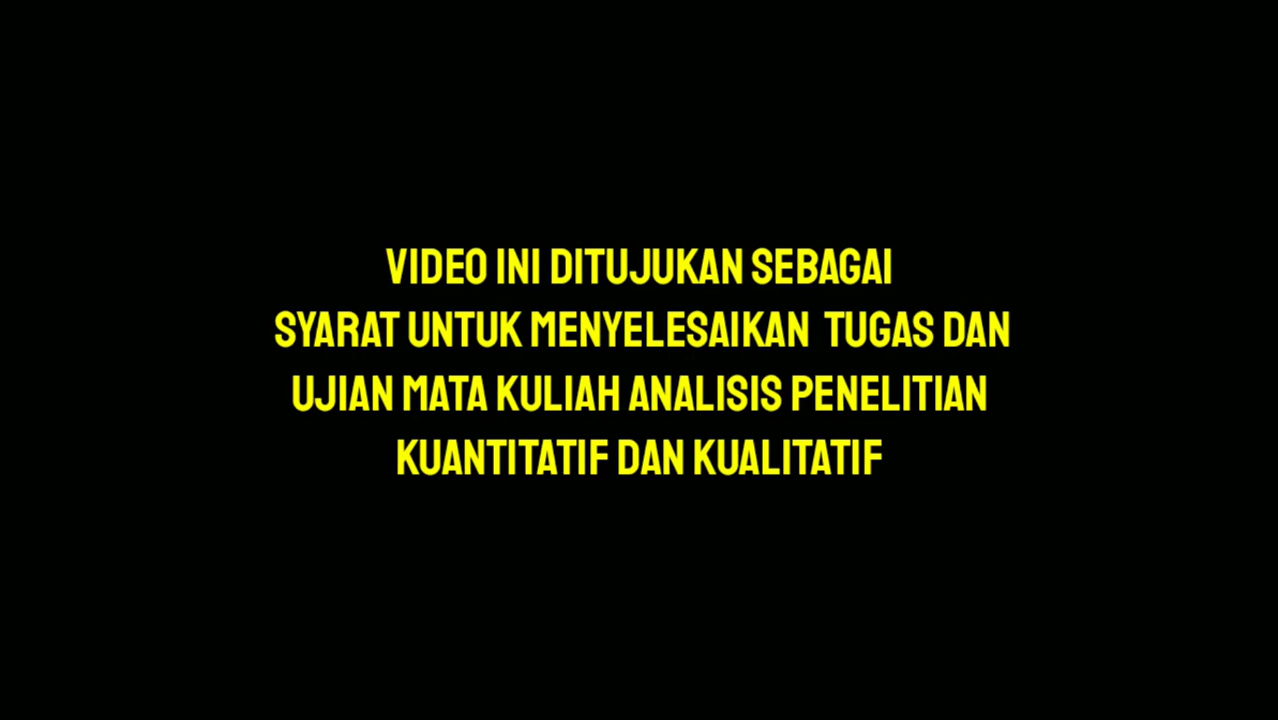 VIDEO INI DITUJUKAN SEBAGAI
SYARAT UNTUK MENYELESAIKAN TUGAS DAN
UJIAN MATA KULIAH ANALISIS PENELITIAN
KUANTITATIF DAN KUALITATIF